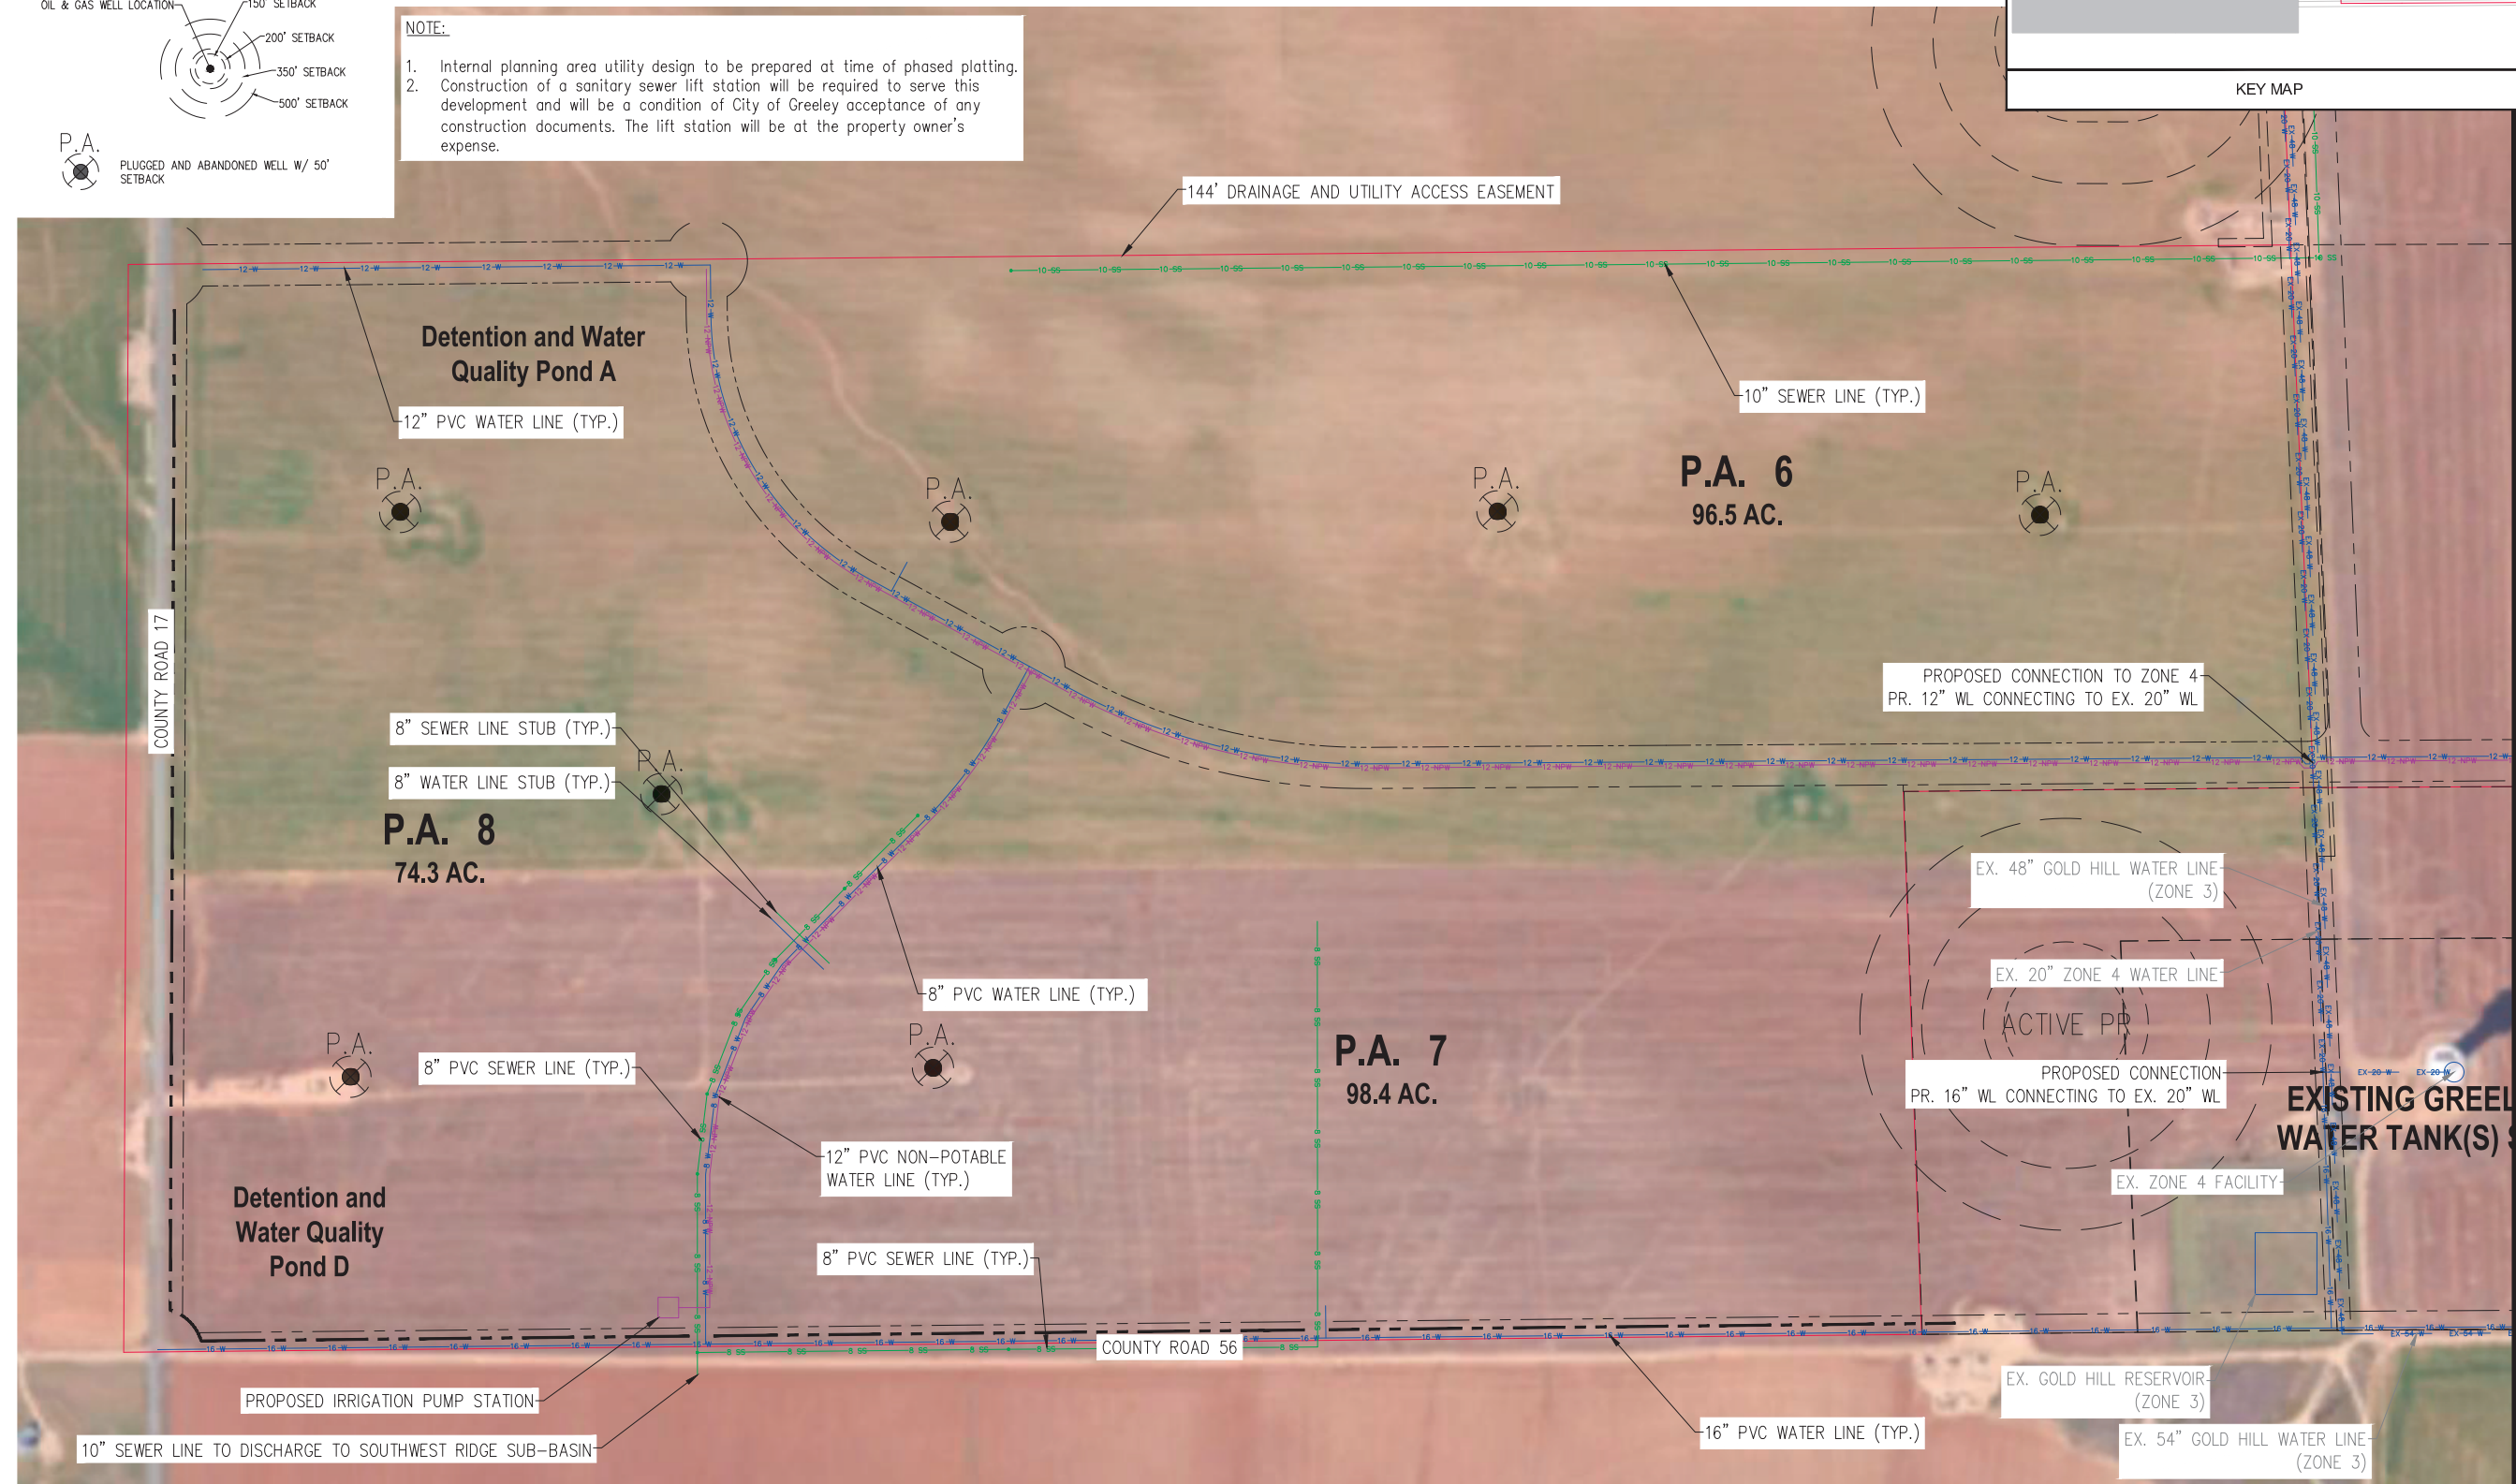 OIL & GAS WELL LOCATION
150' SETBACK
200' SETBACK
350' SETBACK
500' SETBACK
P.A.
PLUGGED AND ABANDONED WELL W/ 50'
SETBACK
NOTE:
1. Internal planning area utility design to be prepared at time of phased platting.
2. Construction of a sanitary sewer lift station will be required to serve this
development and will be a condition of City of Greeley acceptance of any
construction documents. The lift station will be at the property owner's
expense.
KEY MAP
144' DRAINAGE AND UTILITY ACCESS EASEMENT
Detention and Water
Quality Pond A
12" PVC WATER LINE (TYP.)
10" SEWER LINE (TYP.)
P.A.
P.A.
P.A.
P.A.
P.A. 6
96.5 AC.
COUNTY ROAD 17
PROPOSED CONNECTION TO ZONE 4
PR. 12" WL CONNECTING TO EX. 20" WL
8" SEWER LINE STUB (TYP.)
P.A.
8" WATER LINE STUB (TYP.)
P.A. 8
74.3 AC.
EX. 48" GOLD HILL WATER LINE
(ZONE 3)
EX. 20" ZONE 4 WATER LINE
8" PVC WATER LINE (TYP.)
ACTIVE PR
P.A.
P.A.
P.A. 7
98.4 AC.
8" PVC SEWER LINE (TYP.)
PROPOSED CONNECTION
PR. 16" WL CONNECTING TO EX. 20" WL
EX-20-W
EX-20-W
EXISTING GREEL
WATER TANK(S) S
12" PVC NON-POTABLE
WATER LINE (TYP.)
EX. ZONE 4 FACILITY
Detention and
Water Quality
Pond D
8" PVC SEWER LINE (TYP.)
COUNTY ROAD 56
PROPOSED IRRIGATION PUMP STATION
EX. GOLD HILL RESERVOIR
(ZONE 3)
10" SEWER LINE TO DISCHARGE TO SOUTHWEST RIDGE SUB-BASIN
16" PVC WATER LINE (TYP.)
EX. 54" GOLD HILL WATER LINE
(ZONE 3)